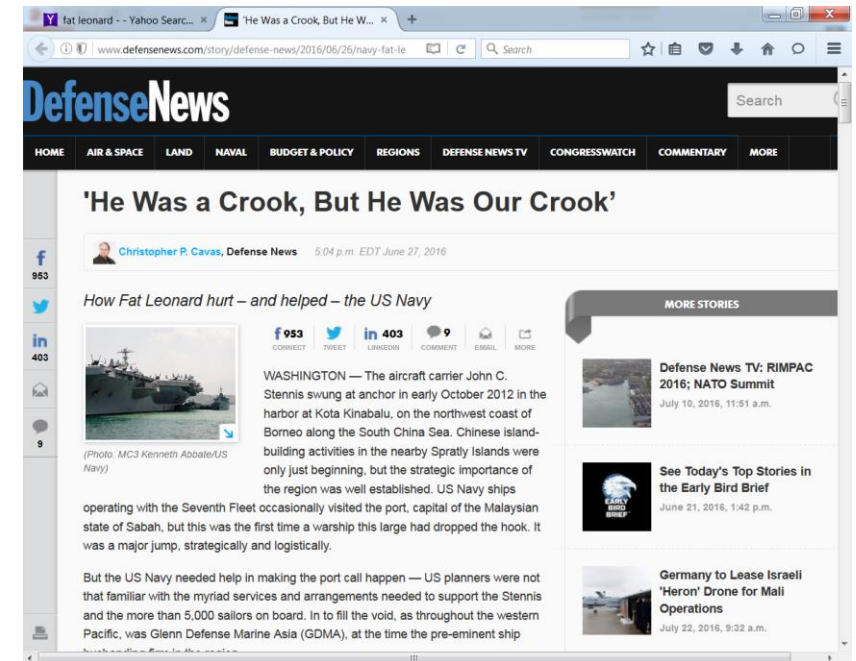 fat leonard - - Yahoo Searc...
'He Was a Crook, But He W...
www.defensenews.com/story/defense-news/2016/06/26/navy-fat-le
Search
DefenseNews
Search
HOME AIR & SPACE LAND NAVAL BUDGET & POLICY REGIONS DEFENSE NEWS TV CONGRESSWATCH COMMENTARY MORE
'He Was a Crook, But He Was Our Crook’
Christopher P. Cavas, Defense News 5:04 p.m. EDT June 27, 2016
953
403
9
How Fat Leonard hurt – and helped – the US Navy
953 403 9
CONNECT TWEET LINKEDIN COMMENT EMAIL MORE
(Photo: MC3 Kenneth Abbate/US
Navy)
WASHINGTON — The aircraft carrier John C.
Stennis swung at anchor in early October 2012 in the
harbor at Kota Kinabalu, on the northwest coast of
Borneo along the South China Sea. Chinese island-
building activities in the nearby Spratly Islands were
only just beginning, but the strategic importance of
the region was well established. US Navy ships
operating with the Seventh Fleet occasionally visited the port, capital of the Malaysian
state of Sabah, but this was the first time a warship this large had dropped the hook. It
was a major jump, strategically and logistically.
But the US Navy needed help in making the port call happen — US planners were not
that familiar with the myriad services and arrangements needed to support the Stennis
and the more than 5,000 sailors on board. In to fill the void, as throughout the western
Pacific, was Glenn Defense Marine Asia (GDMA), at the time the pre-eminent ship
MORE STORIES
Defense News TV: RIMPAC
2016; NATO Summit
July 10, 2016, 11:51 a.m.
EARLY
BIRD
BRIEF
See Today's Top Stories in
the Early Bird Brief
June 21, 2016, 1:42 p.m.
Germany to Lease Israeli
'Heron' Drone for Mali
Operations
July 22, 2016, 9:32 a.m.